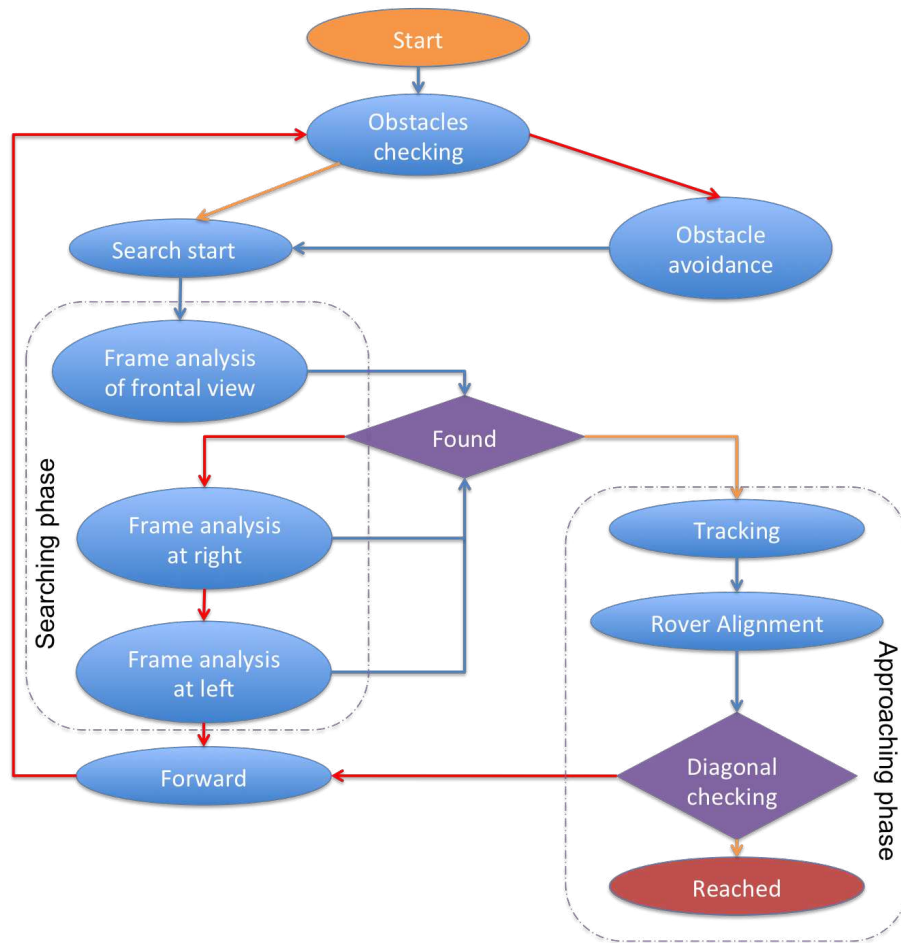 Start
Obstacles
checking
Search start
Obstacle
avoidance
Frame analysis
of frontal view
Found
Searching phase
Frame analysis
at right
Tracking
Frame analysis
at left
Rover Alignment
Approaching phase
Forward
Diagonal
checking
Reached